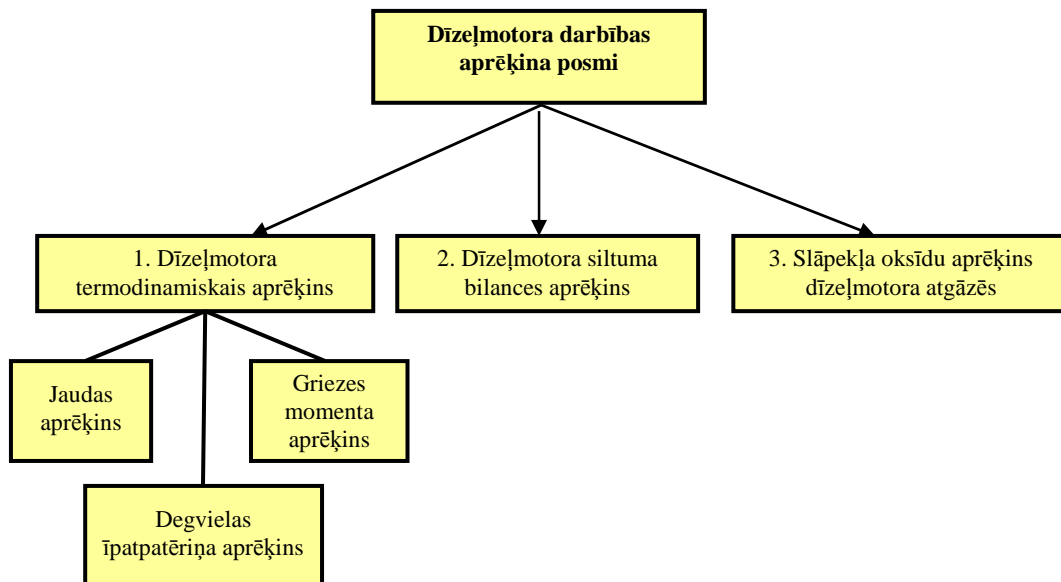 Dīzeļmotora darbības
aprēķina posmi
1. Dīzeļmotora
termodinamiskais aprēķins
2. Dīzeļmotora siltuma
bilances aprēķins
3. Slāpekļa oksīdu aprēķins
dīzeļmotora atgāzēs
Jaudas
aprēķins
Griezes
momenta
aprēķins
Degvielas
īpatpatēriņa aprēķins